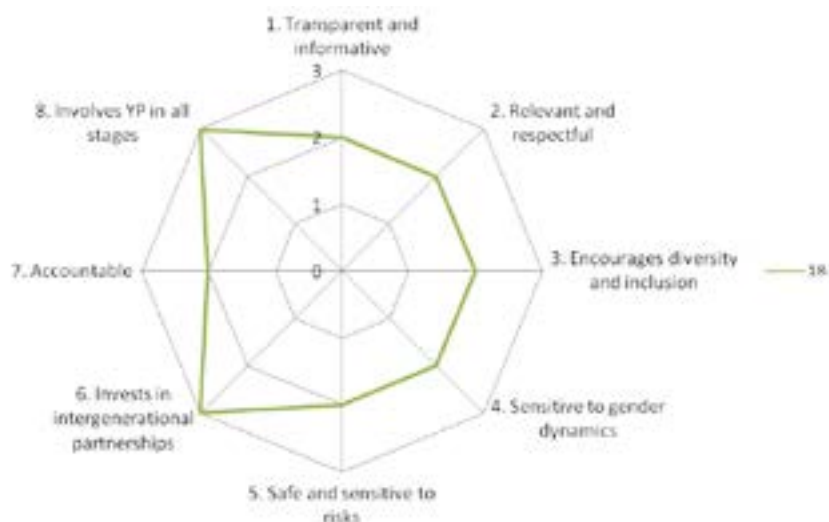 1. Transparent and
informative
3
8. Involves YP in all
stages
2. Relevant and
respectful
2
1
7. Accountable
0
3. Encourages diversity
and inclusion
18
6. Invests in
intergenerational
partnerships
4. Sensitive to gender
dynamics
5. Safe and sensitive to
risks